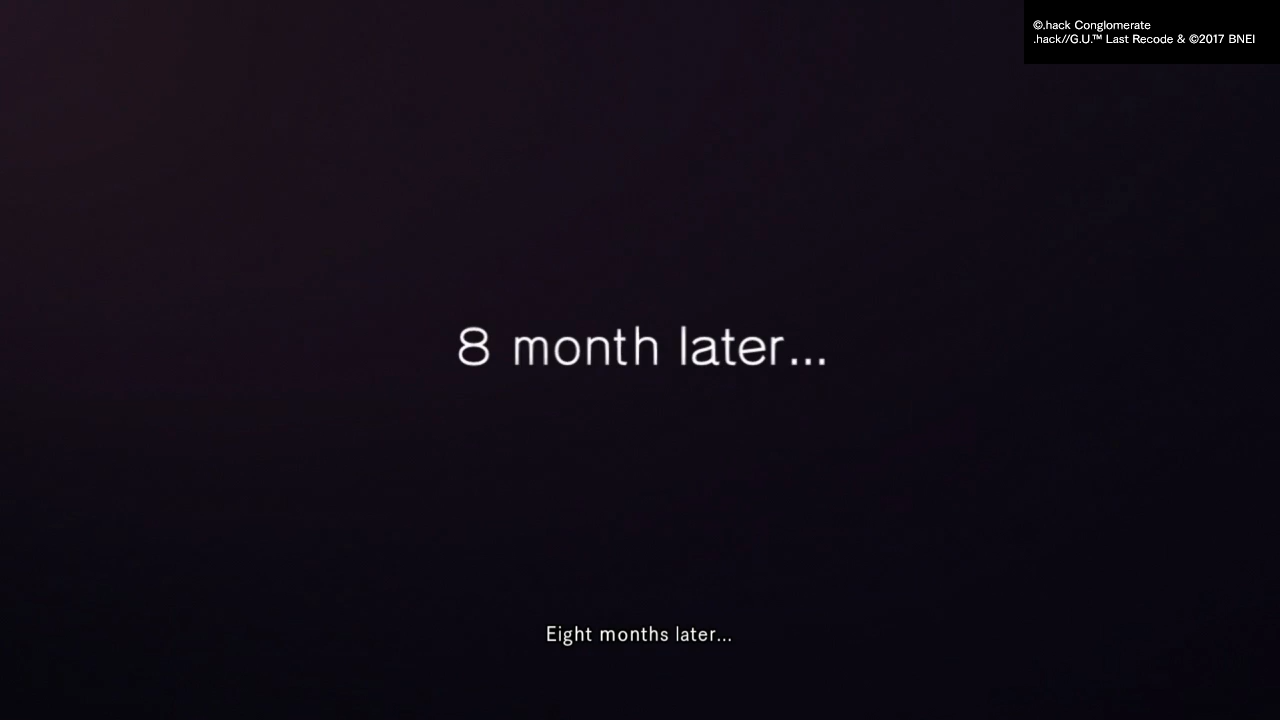 ©.hack Conglomerate
.hack//G.U.™ Last Recode & ©2017 BNEI
8 month later...
Eight months later...